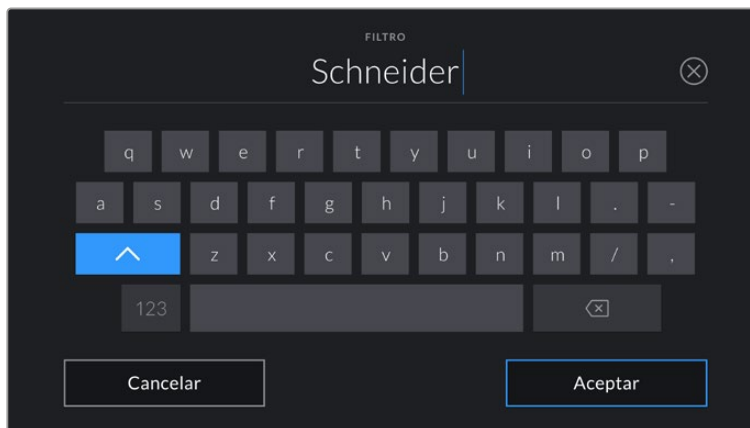 FILTRO
Schneider
q w e r t y u i o p
a s d f g h j k l . -
z x c v b n m / ,
123
Cancelar Aceptar